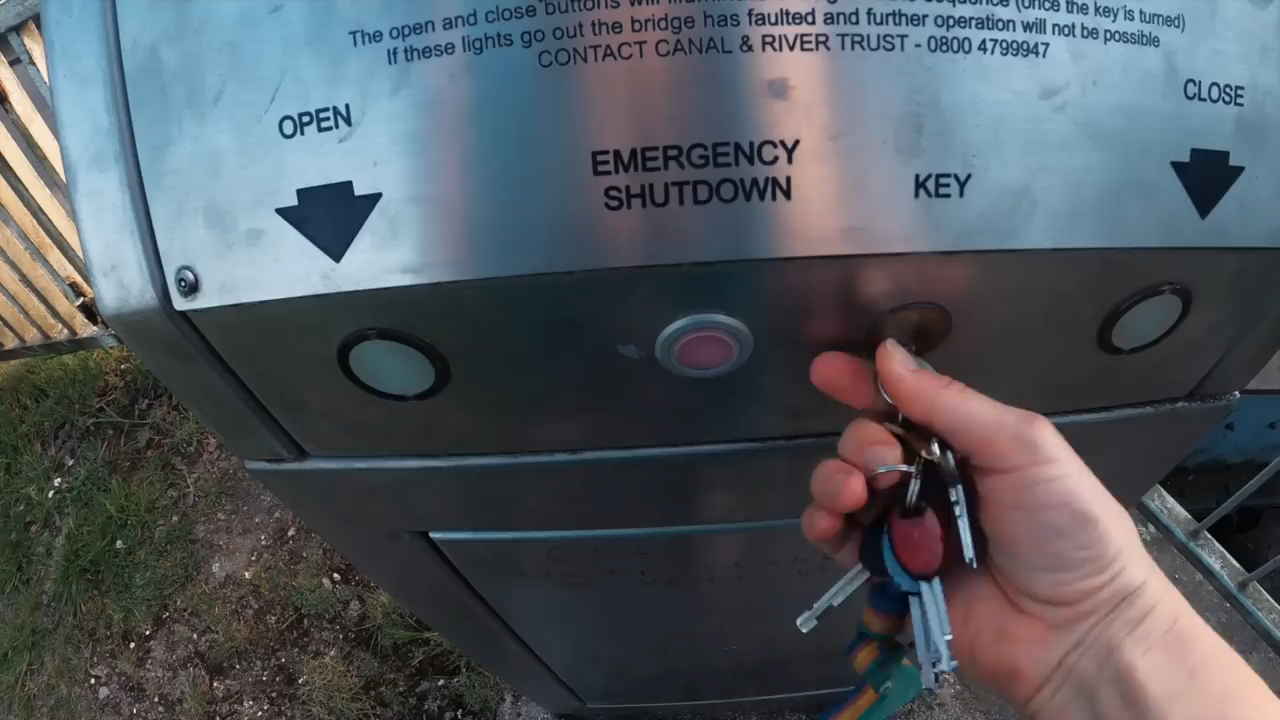 The open and close buttons will sequence (once the key is turned)
If these lights go out the bridge has faulted and further operation will not be possible
CONTACT CANAL & RIVER TRUST - 0800 4799947
OPEN
CLOSE
EMERGENCY
SHUTDOWN
KEY